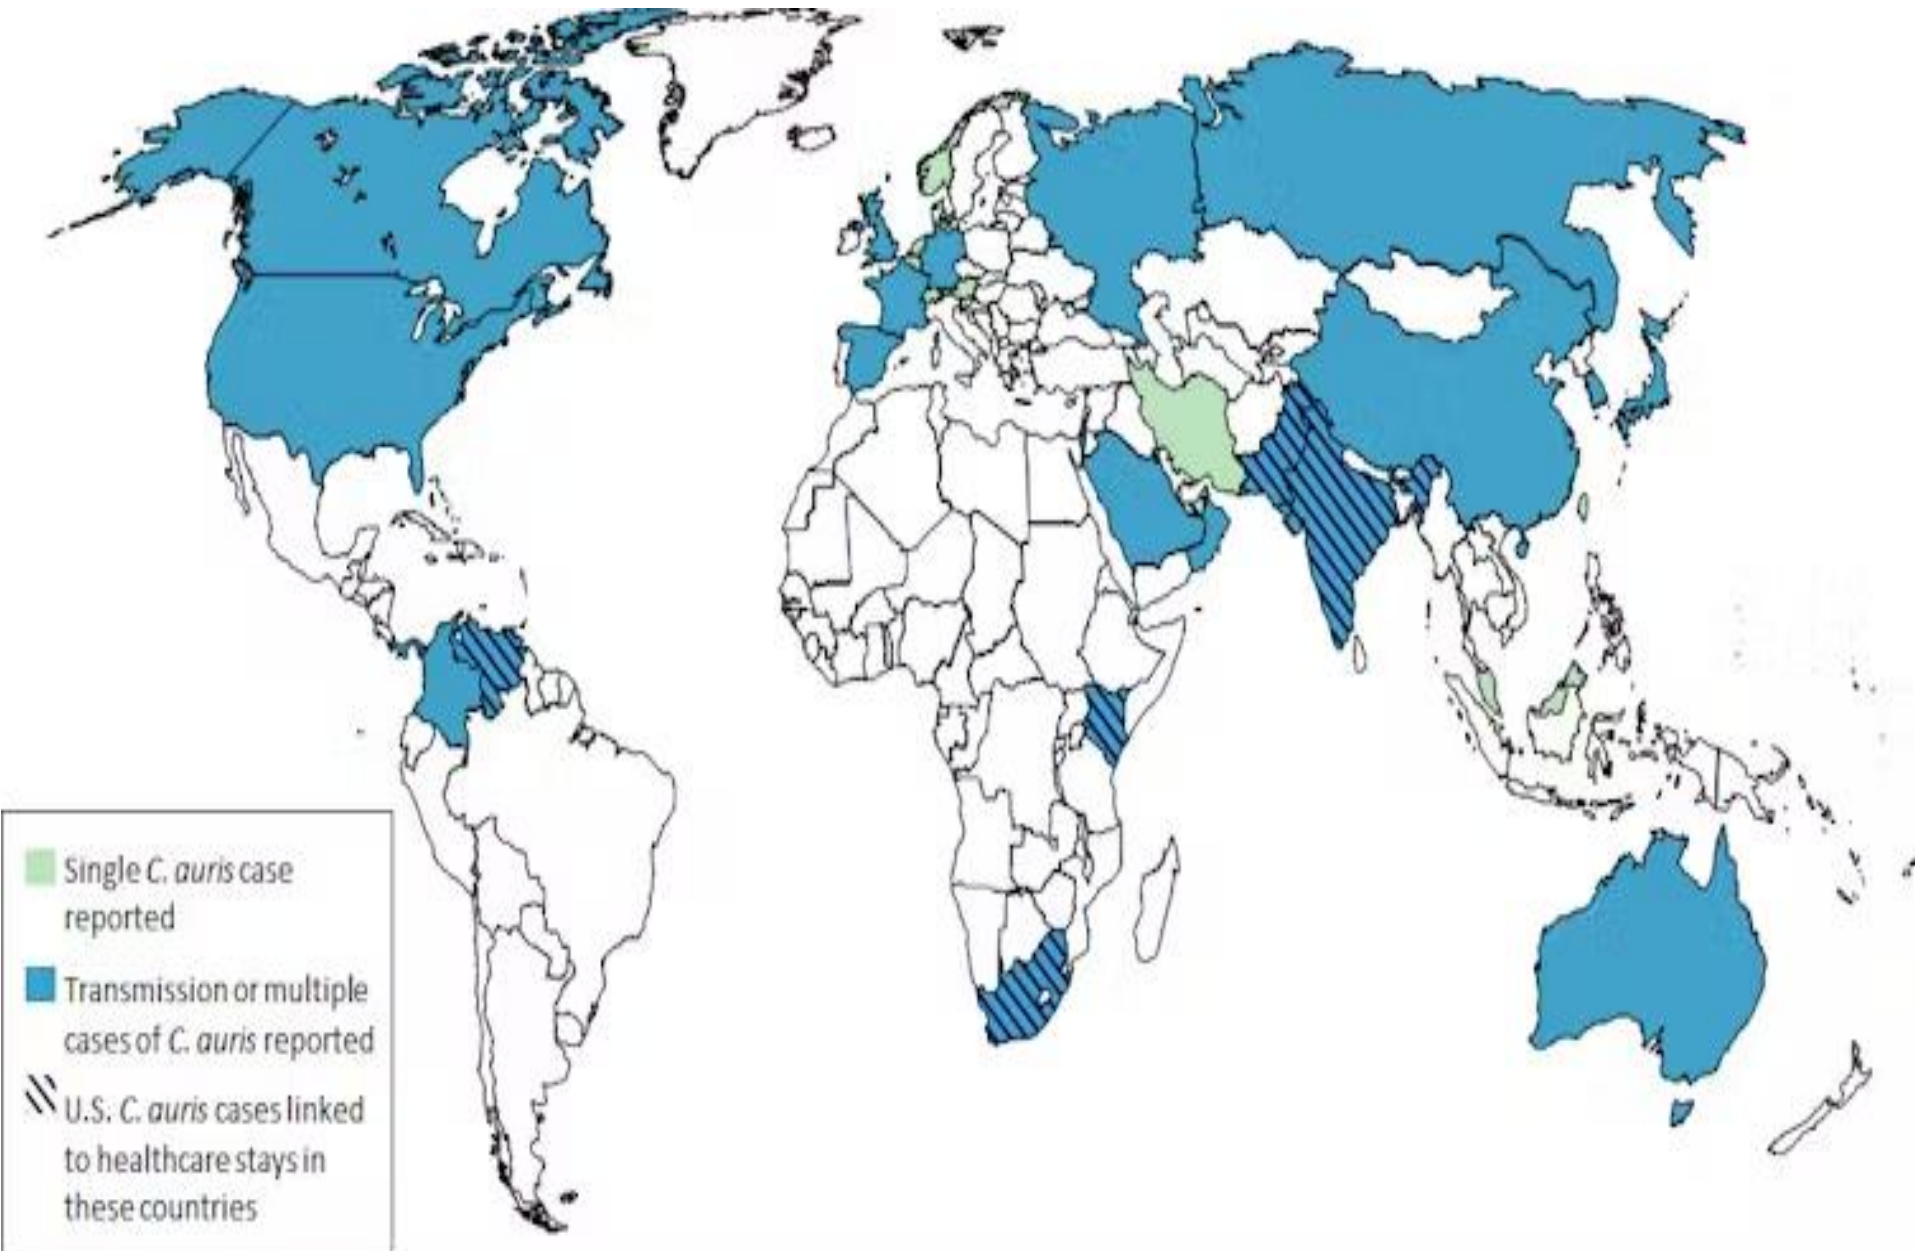 Single C. auris case
reported
Transmission or multiple
cases of C. auris reported
U.S. C. auris cases linked
to healthcare stays in
these countries